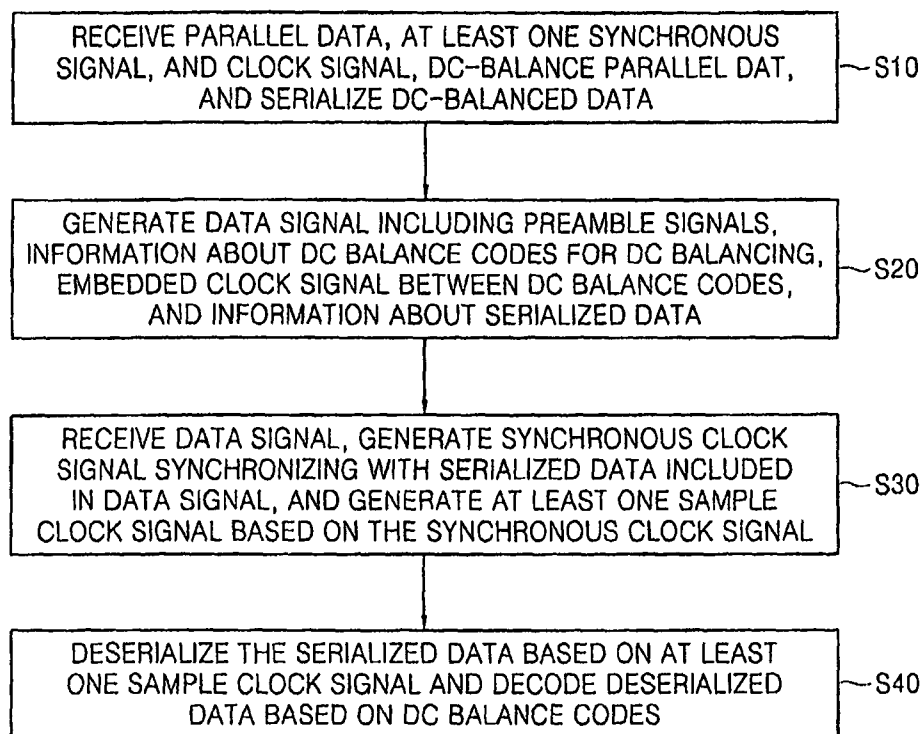 RECEIVE PARALLEL DATA, AT LEAST ONE SYNCHRONOUS
SIGNAL, AND CLOCK SIGNAL, DC-BALANCE PARALLEL DAT,
AND SERIALIZE DC-BALANCED DATA
S10
GENERATE DATA SIGNAL INCLUDING PREAMBLE SIGNALS,
INFORMATION ABOUT DC BALANCE CODES FOR DC BALANCING,
EMBEDDED CLOCK SIGNAL BETWEEN DC BALANCE CODES,
AND INFORMATION ABOUT SERIALIZED DATA
S20
RECEIVE DATA SIGNAL, GENERATE SYNCHRONOUS CLOCK
SIGNAL SYNCHRONIZING WITH SERIALIZED DATA INCLUDED
IN DATA SIGNAL, AND GENERATE AT LEAST ONE SAMPLE
CLOCK SIGNAL BASED ON THE SYNCHRONOUS CLOCK SIGNAL
S30
DESERIALIZE THE SERIALIZED DATA BASED ON AT LEAST
ONE SAMPLE CLOCK SIGNAL AND DECODE DESERIALIZED
DATA BASED ON DC BALANCE CODES
S40